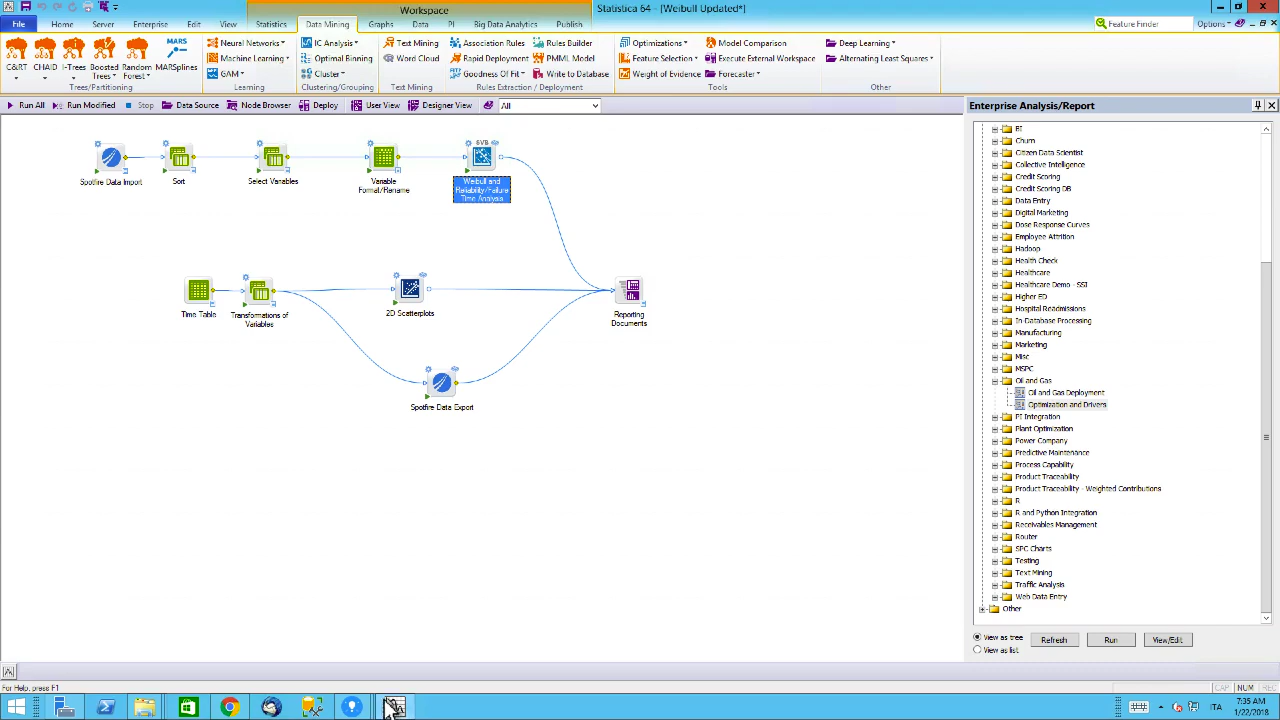 Workspace
Statistica 64 - [Weibull Updated*]
File Home Enterprise Edit View Statistics Data Mining Graphs Data PI Big Data Analytics Publish Feature Finder Options
C&RT CHAID I-Trees Boosted Trees Random Forest MARS MARSplines
Trees/Partitioning
Neural Networks
Machine Learning
GAM
Learning
IC Analysis
Optimal Binning
Cluster
Clustering/Grouping
Text Mining
Word Cloud
Text Mining
Association Rules Rules Builder
Rapid Deployment PMML Model
Goodness Of Fit Write to Database
Rules Extraction / Deployment
Optimizations Model Comparison
Feature Selection Execute External Workspace
Weight of Evidence Forecaster
Tools
Deep Learning
Alternating Least Squares
Other
Run All Run Modified Stop Data Source Node Browser Deploy User View Designer View All
Spotfire Data Import
Sort
Select Variables
Variable
Format/Rename
SVB
Weibull and
Reliability/Failure
Time Analysis
Time Table
Transformations of
Variables
2D Scatterplots
Reporting
Documents
Spotfire Data Export
Enterprise Analysis/Report
BI
Churn
Citizen Data Scientist
Collective Intelligence
Credit Scoring
Credit Scoring DB
Data Entry
Digital Marketing
Dose Response Curves
Employee Attrition
Hadoop
Health Check
Healthcare
Healthcare Demo - SSI
Higher ED
Hospital Readmissions
In-Database Processing
Manufacturing
Marketing
Misc
MSPC
Oil and Gas
Oil and Gas Deployment
Optimization and Drivers
PI Integration
Plant Optimization
Power Company
Predictive Maintenance
Process Capability
Product Traceability
Product Traceability - Weighted Contributions
R
R and Python Integration
Receivables Management
Router
SPC Charts
Testing
Text Mining
Traffic Analysis
Web Data Entry
Other
View as tree
View as list
Refresh Run View/Edit
For Help, press F1
CAP NUM REC
ITA
7:35 AM
1/22/2018